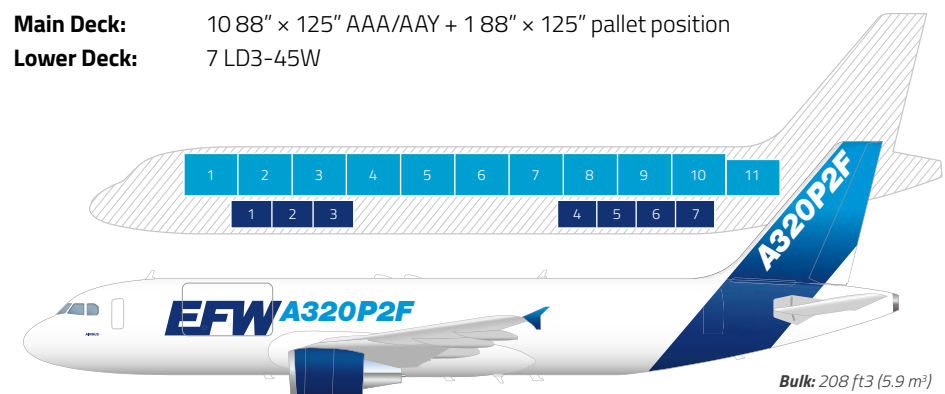 Main Deck: 10 88” × 125” AAA/AAY + 1 88” × 125” pallet position
Lower Deck: 7 LD3-45W
1 2 3 4 5 6 7 8 9 10 11
1 2 3 4 5 6 7
A320P2F
EFW A320P2F
AIRBUS
Bulk: 208 ft3 (5.9 m³)